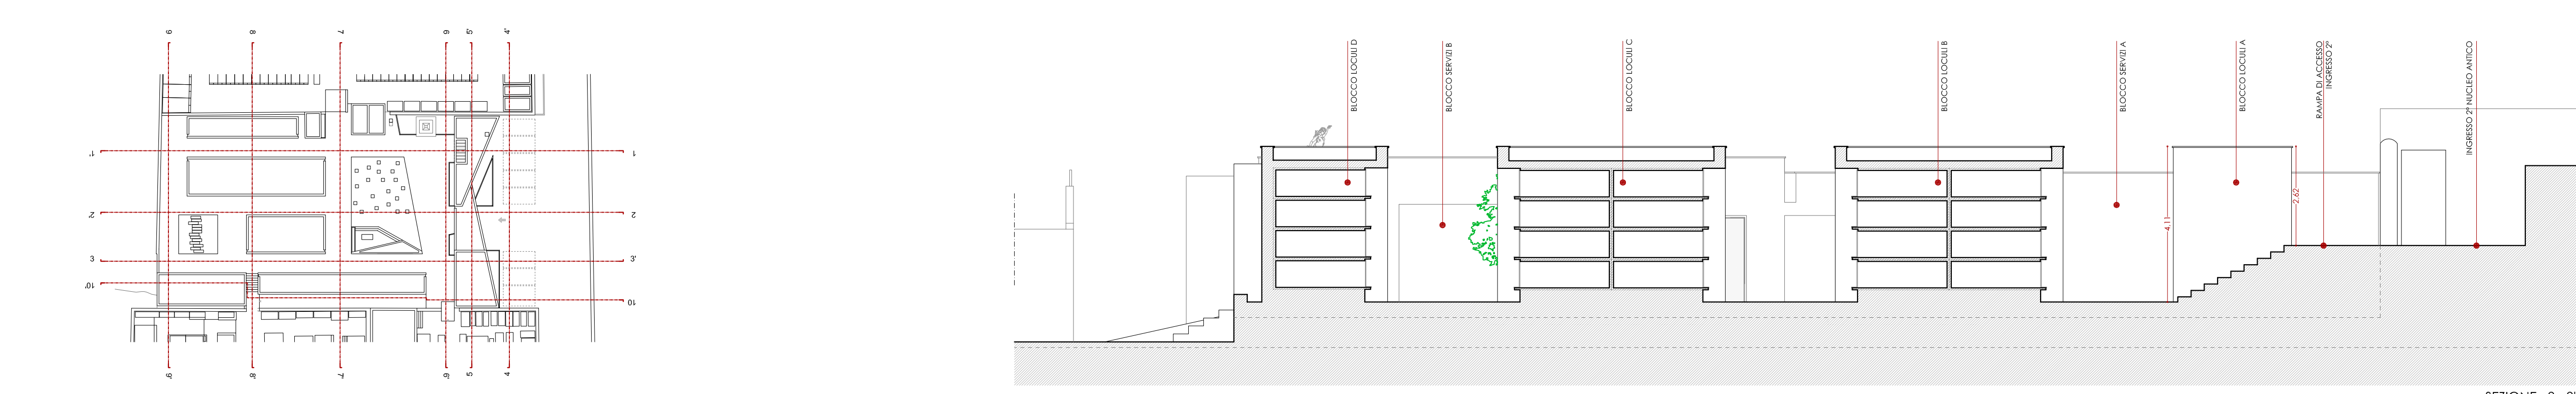 9
8
7
6
5'
4'
1'
1
2'
2
3
3'
10'
10
9'
8'
7'
6'
5
4
BLOCCO LOCULI D
BLOCCO SERVIZI B
BLOCCO LOCULI C
BLOCCO LOCULI B
BLOCCO SERVIZI A
BLOCCO LOCULI A
RAMPA DI ACCESSO
INGRESSO 2°
INGRESSO 2° NUCLEO ANTICO
4.11
2.62